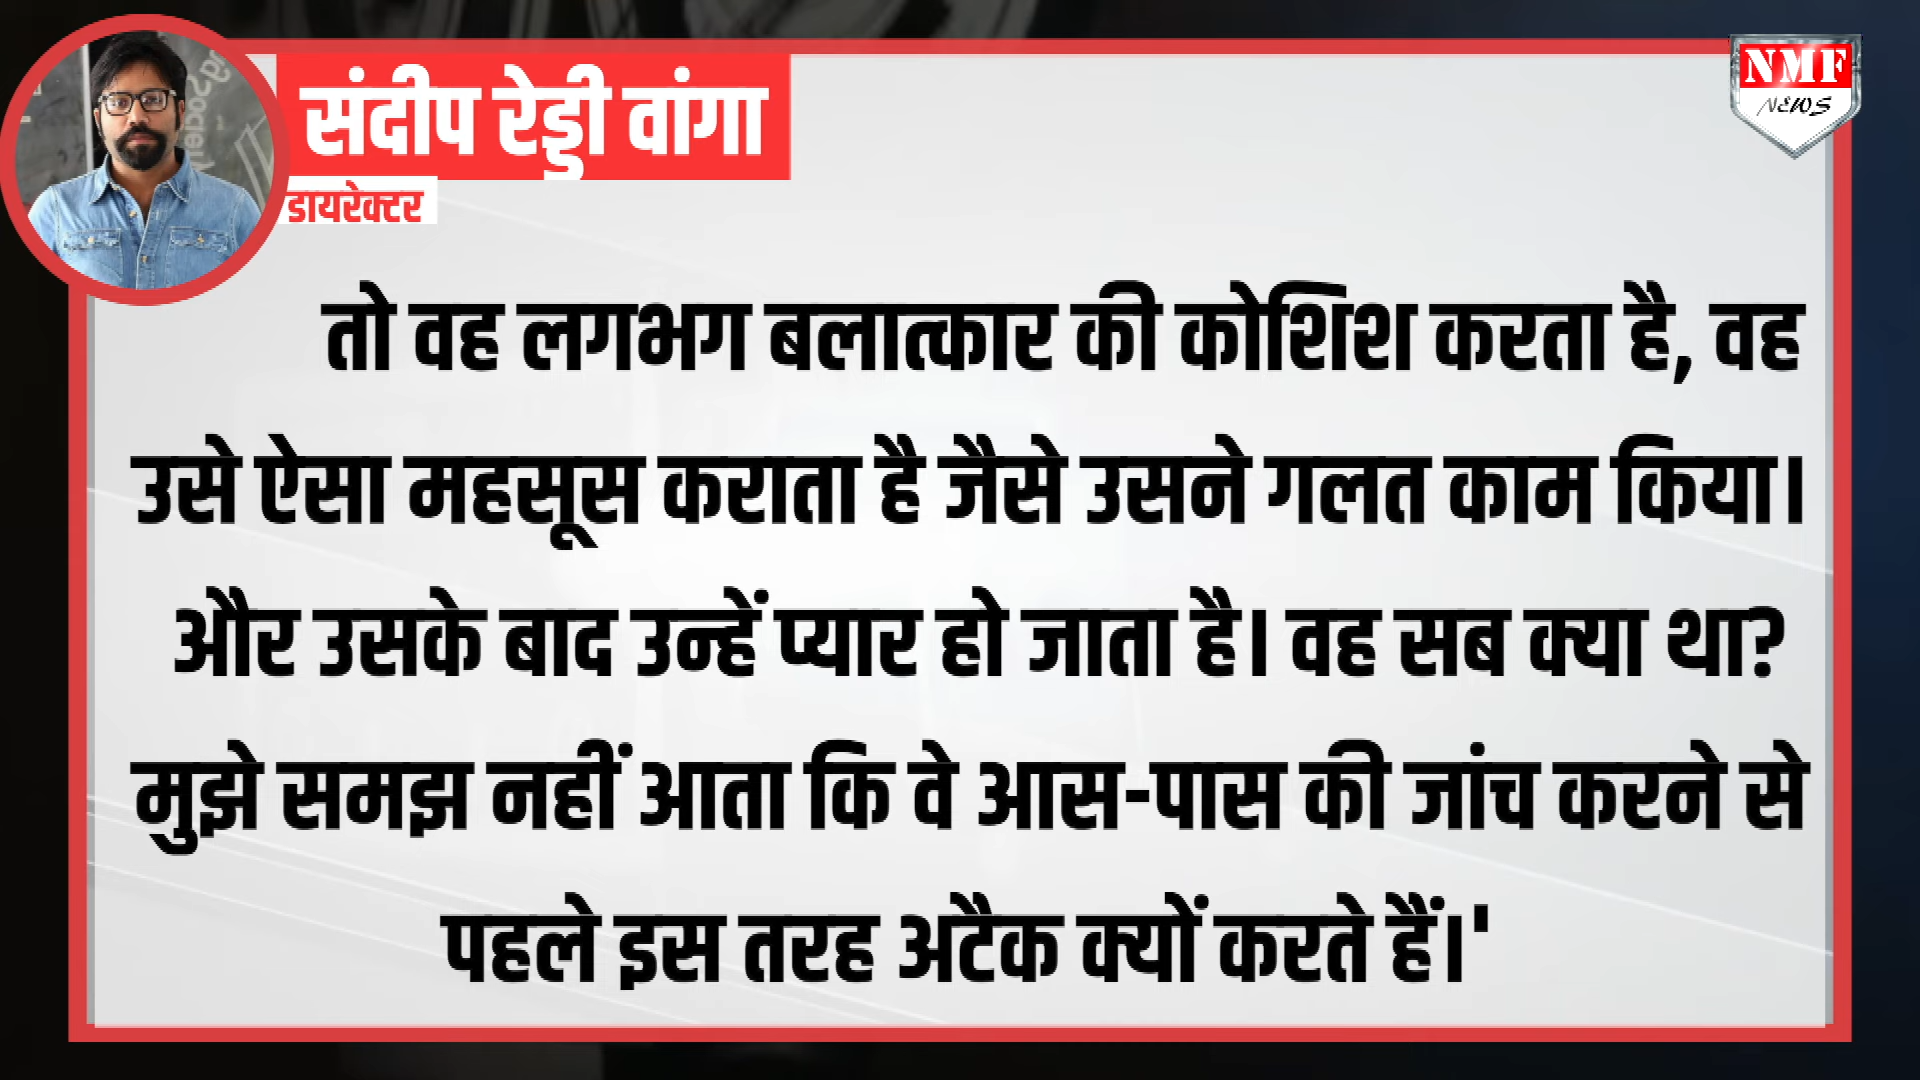 संदीप रेड्डी वांगा
डायरेक्टर
NMF
NEWS
तो वह लगभग बलात्कार की कोशिश करता है, वह
उसे ऐसा महसूस कराता है जैसे उसने गलत काम किया।
और उसके बाद उन्हें प्यार हो जाता है। वह सब क्या था?
मुझे समझ नहीं आता कि वे आस-पास की जांच करने से
पहले इस तरह अटैक क्यों करते हैं।'